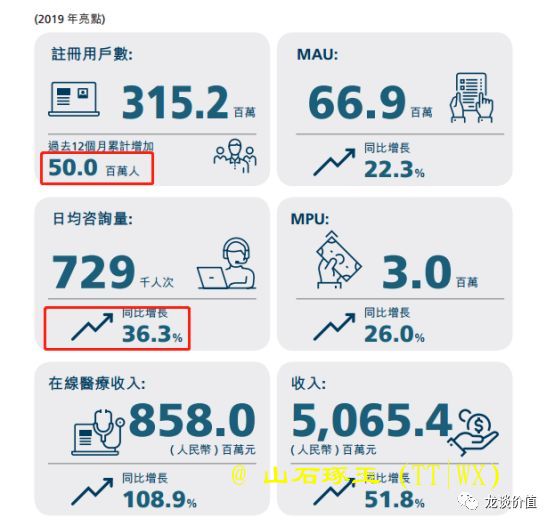 (2019 年亮點)
註冊用戶數:
315.2 百萬
過去12個月累計增加
50.0 百萬人
MAU:
66.9 百萬
同比增長
22.3%
日均咨詢量:
729 千人次
同比增長
36.3%
MPU:
3.0 百萬
同比增長
26.0%
在線醫療收入:
858.0
(人民幣)百萬元
同比增長
108.9%
收入:
5,065.4
(人民幣)百萬元
同比增長
51.8%
@ 山石琢玉 (TT|WX)
龙谈价值